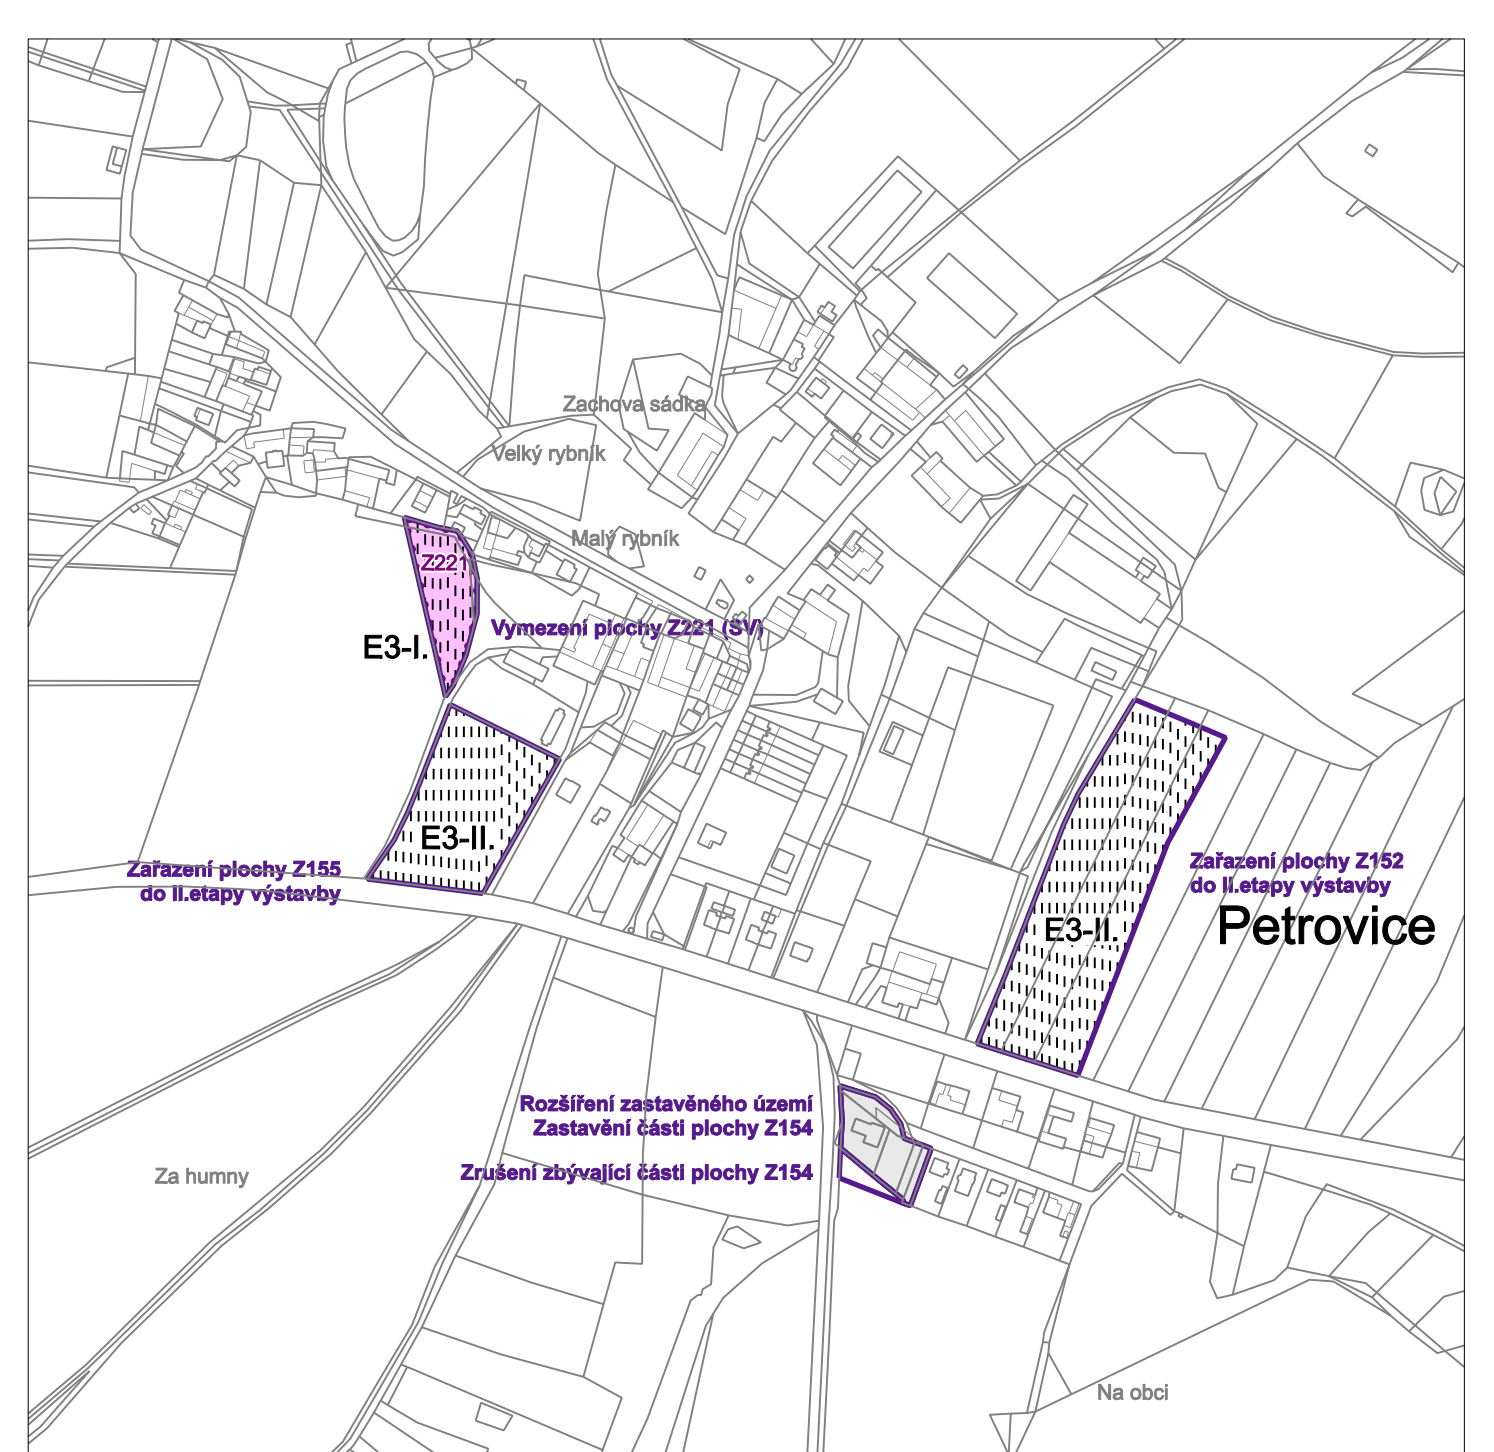 Zachova sádka
Velký rybník
Malý rybník
Z221
Vymezení plochy Z221 (SV)
E3-I.
E3-II.
Zařazení plochy Z155
do II.etapy výstavby
Zařazení plochy Z152
do II.etapy výstavby
E3-II.
Petrovice
Rozšíření zastavěného území
Zastavění části plochy Z154
Zrušení zbývající části plochy Z154
Za humny
Na obci